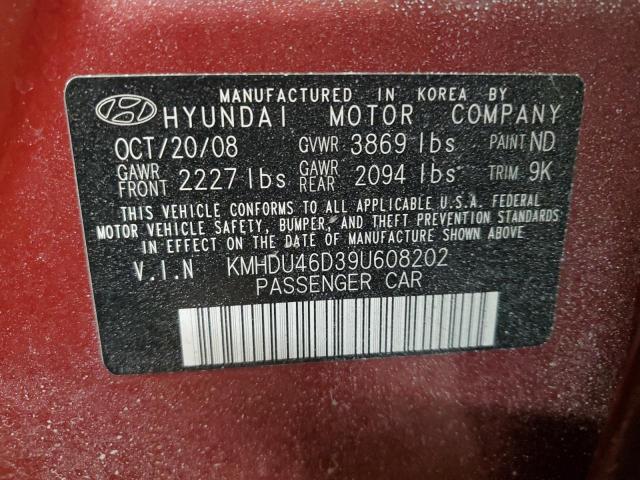 MANUFACTURED IN KOREA BY
HYUNDAI MOTOR COMPANY
OCT/20/08 GVWR 3869 lbs PAINT ND
GAWR FRONT 2227 lbs GAWR REAR 2094 lbs TRIM 9K
THIS VEHICLE CONFORMS TO ALL APPLICABLE U.S.A. FEDERAL
MOTOR VEHICLE SAFETY, BUMPER, AND THEFT PREVENTION STANDARDS
IN EFFECT ON THE DATE OF MANUFACTURE SHOWN ABOVE.
V.I.N KMHDU46D39U608202
PASSENGER CAR